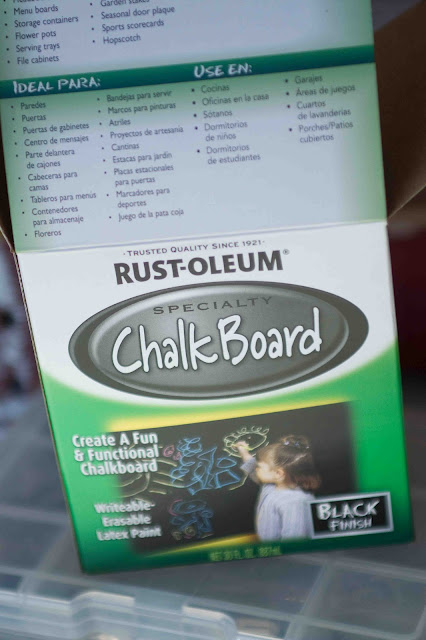 • Menu boards
• Storage containers
• Flower pots
• Serving trays
• File cabinets
• Seasonal door plaque
• Sports scorecards
• Hopscotch
IDEAL PARA:
• Paredes
• Puertas
• Puertas de gabinetes
• Centro de mensajes
• Parte delantera
de cajones
• Cabeceras para
camas
• Tableros para menús
• Contenedores
para almacenaje
• Floreros
• Bandejas para servir
• Marcos para pinturas
• Atriles
• Proyectos de artesanía
• Cantinas
• Estacas para jardín
• Placas estacionales
para puertas
• Marcadores para
deportes
• Juego de la pata coja
USE EN:
• Cocinas
• Oficinas en la casa
• Sótanos
• Dormitorios
de niños
• Dormitorios
de estudiantes
• Garajes
• Áreas de juegos
• Cuartos
de lavanderías
• Porches/Patios
cubiertos
• TRUSTED QUALITY SINCE 1921 •
RUST-OLEUM®
SPECIALTY
Chalk Board
Create A Fun
& Functional
Chalkboard
Writeable-
Erasable
Latex Paint
BLACK
FINISH